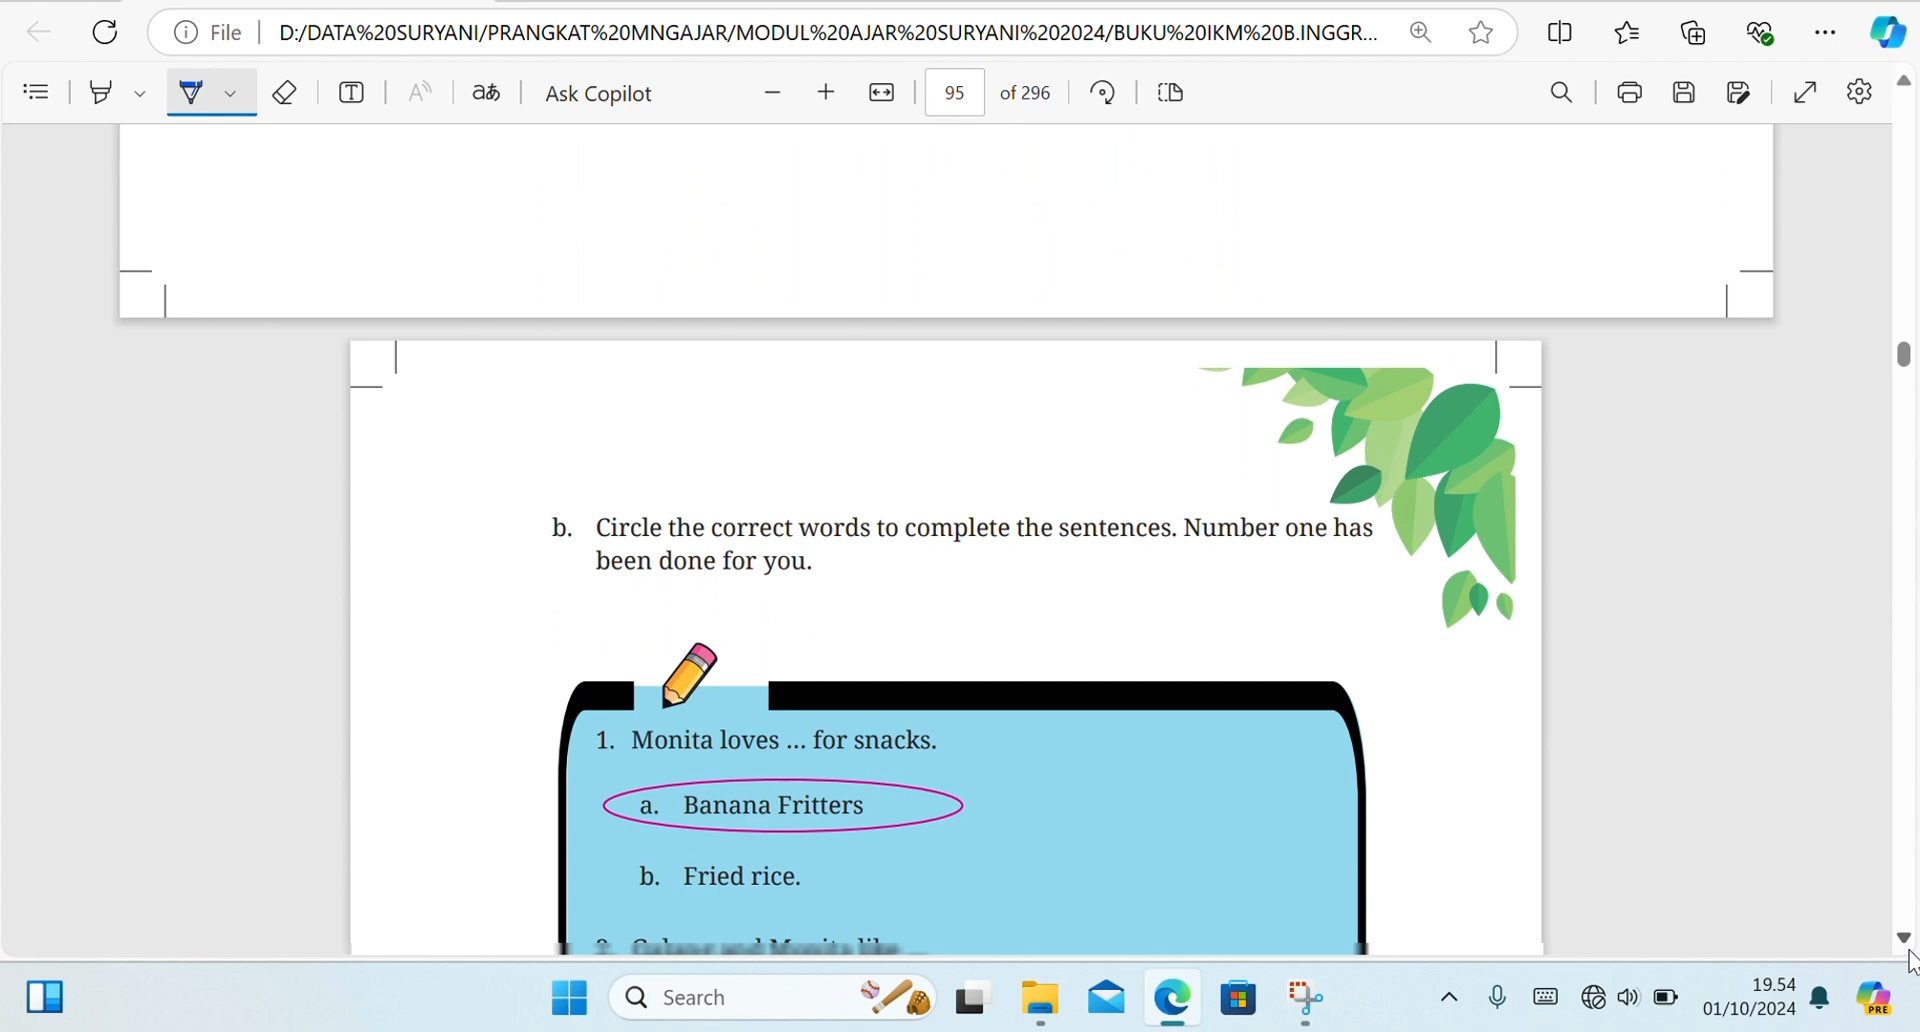 File
D:/DATA%20SURYANI/PRANGKAT%20MNGAJAR/MODUL%20AJAR%20SURYANI%202024/BUKU%20IKM%20B.INGGR...
Ask Copilot
95 of 296
b. Circle the correct words to complete the sentences. Number one has
been done for you.
1. Monita loves ... for snacks.
a. Banana Fritters
b. Fried rice.
Search
19.54
01/10/2024
PRE